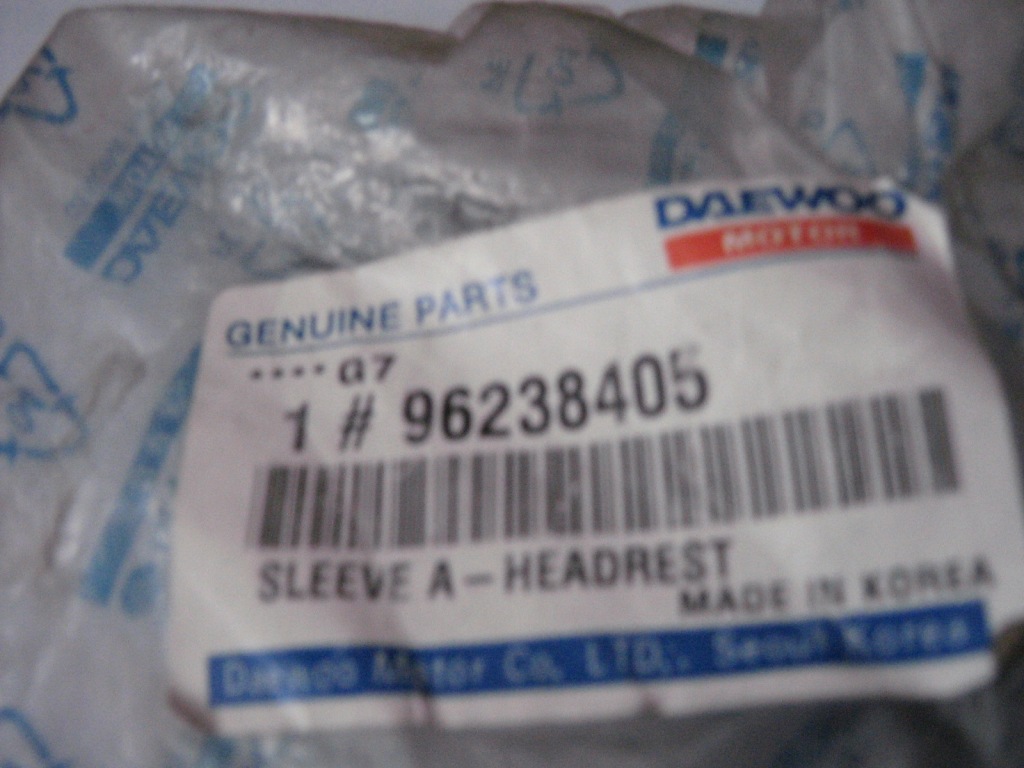 DAEWOO
MOTOR
GENUINE PARTS
**** G7
1 # 96238405
SLEEVE A-HEADREST
MADE IN KOREA
Daewoo Motor Co, LTD,. Seoul Korea